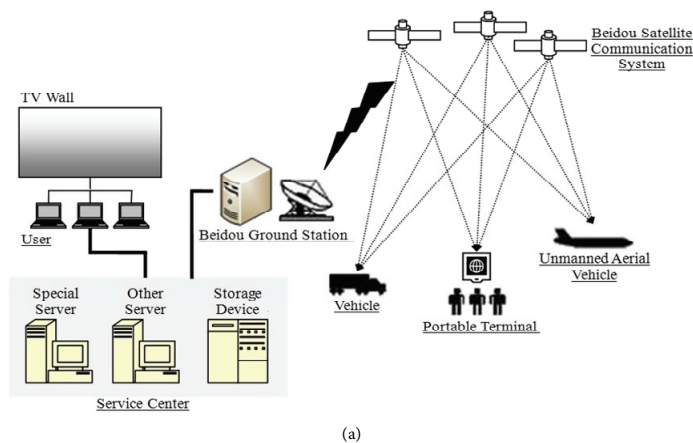 Beidou Satellite
Communication
System
TV Wall
User
Beidou Ground Station
Unmanned Aerial
Vehicle
Vehicle
Portable Terminal
Special
Server
Other
Server
Storage
Device
Service Center
(a)